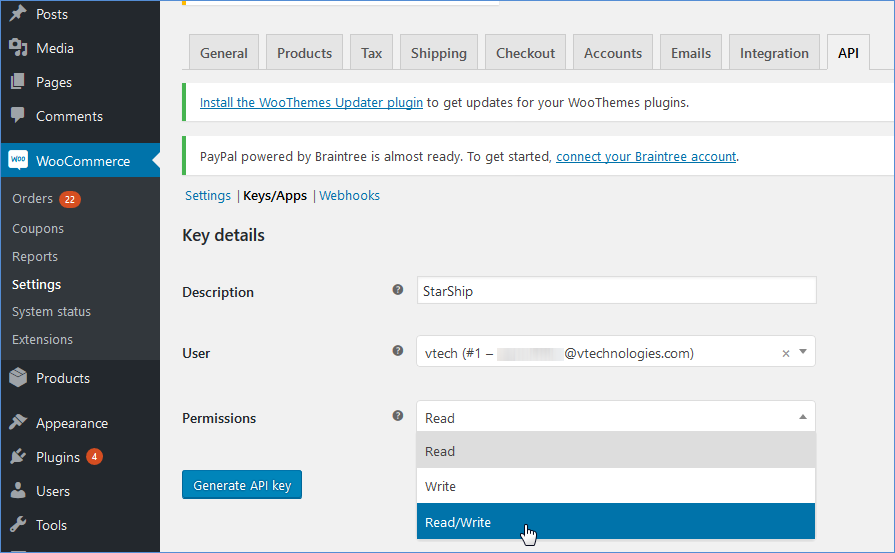 Posts
Media
Pages
Comments
WOO WooCommerce
Orders 22
Coupons
Reports
Settings
System status
Extensions
Products
Appearance
Plugins 4
Users
Tools
General Products Tax Shipping Checkout Accounts Emails Integration API
Install the WooThemes Updater plugin to get updates for your WooThemes plugins.
PayPal powered by Braintree is almost ready. To get started, connect your Braintree account.
Settings | Keys/Apps | Webhooks
Key details
Description ? StarShip
User ? vtech (#1 – @vtechnologies.com) ×
Permissions ? Read
Read
Write
Read/Write
Generate API key